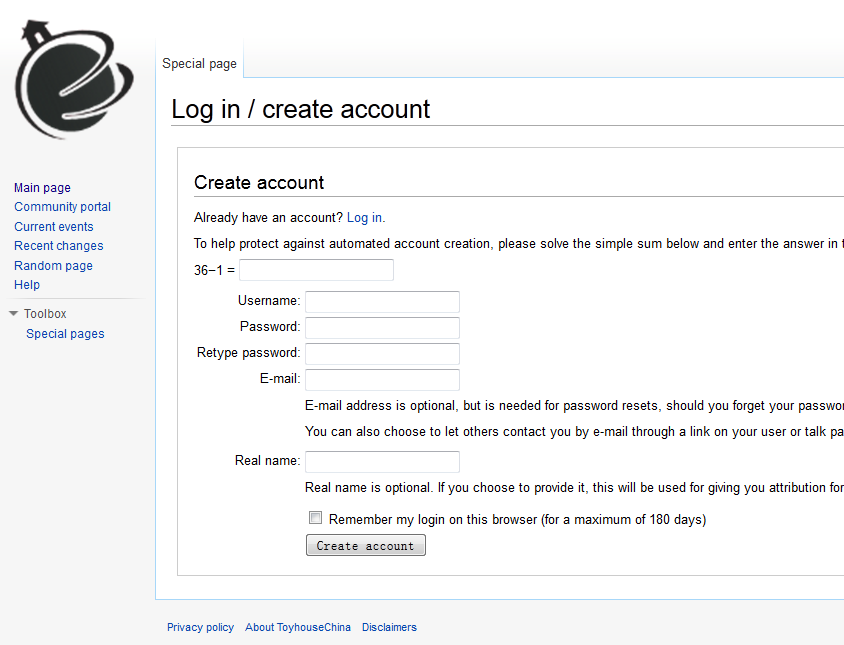 Special page
Log in / create account
Main page
Community portal
Current events
Recent changes
Random page
Help
Toolbox
Special pages
Create account
Already have an account? Log in.
To help protect against automated account creation, please solve the simple sum below and enter the answer in
36−1 =
Username:
Password:
Retype password:
E-mail:
E-mail address is optional, but is needed for password resets, should you forget your
You can also choose to let others contact you by e-mail through a link on your user or talk
Real name:
Real name is optional. If you choose to provide it, this will be used for giving you attribution for
Remember my login on this browser (for a maximum of 180 days)
Create account
Privacy policy About ToyhouseChina Disclaimers